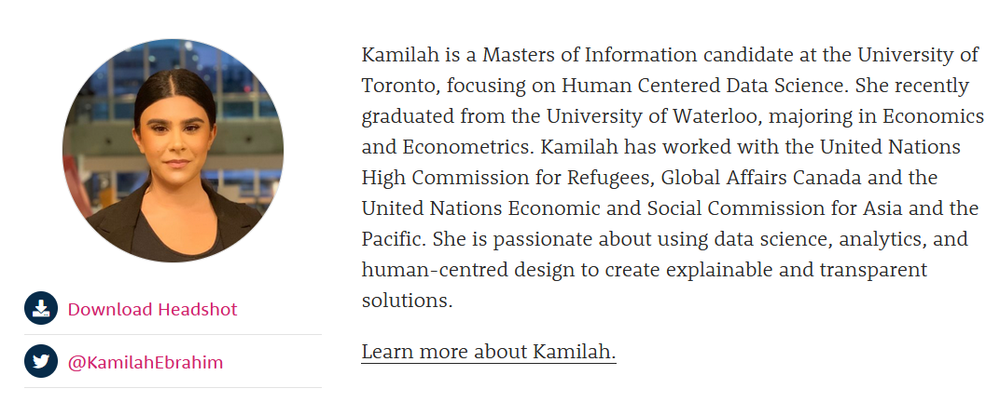 Kamilah is a Masters of Information candidate at the University of
Toronto, focusing on Human Centered Data Science. She recently
graduated from the University of Waterloo, majoring in Economics
and Econometrics. Kamilah has worked with the United Nations
High Commission for Refugees, Global Affairs Canada and the
United Nations Economic and Social Commission for Asia and the
Pacific. She is passionate about using data science, analytics, and
human-centred design to create explainable and transparent
solutions.
Learn more about Kamilah.
Download Headshot
@KamilahEbrahim